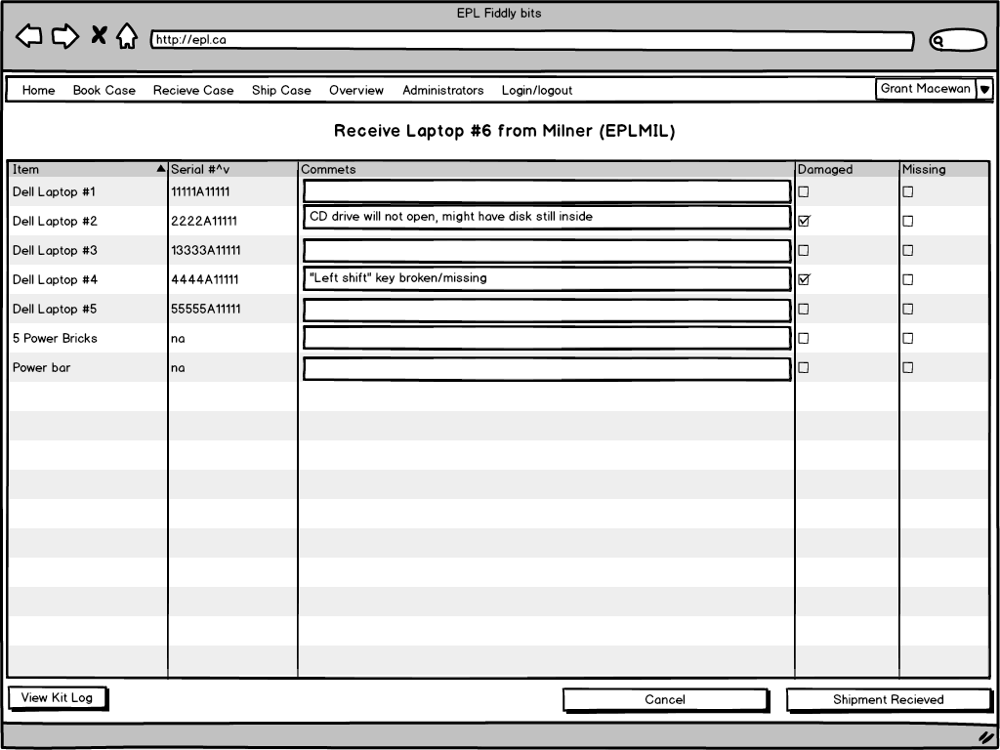 EPL Fiddly bits
http://epl.ca
Home Book Case Recieve Case Ship Case Overview Administrators Login/logout Grant Macewan
Receive Laptop #6 from Milner (EPLMIL)
Item Serial #^v Commets Damaged Missing
Dell Laptop #1 11111A11111
Dell Laptop #2 2222A11111 CD drive will not open, might have disk still inside
Dell Laptop #3 13333A11111
Dell Laptop #4 4444A11111 "Left shift" key broken/missing
Dell Laptop #5 55555A11111
5 Power Bricks na
Power bar na
View Kit Log Cancel Shipment Recieved